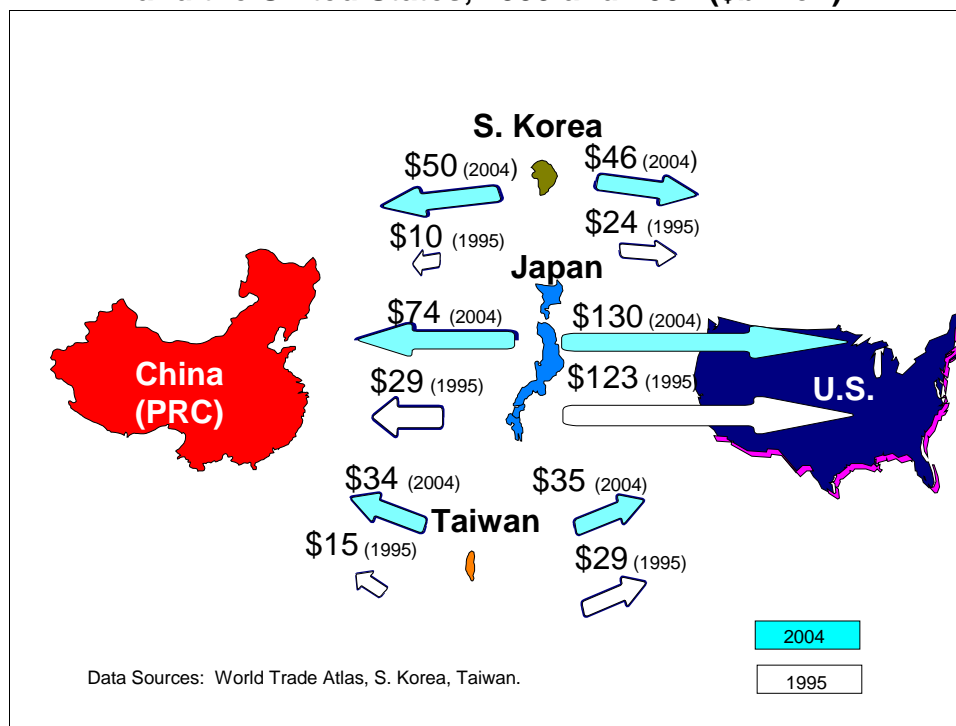 S. Korea
$50 (2004)
$46 (2004)
$10 (1995)
$24 (1995)
Japan
$74 (2004)
$130 (2004)
China
(PRC)
$29 (1995)
$123 (1995)
U.S.
$34 (2004)
$35 (2004)
Taiwan
$15 (1995)
$29 (1995)
2004
1995
Data Sources: World Trade Atlas, S. Korea, Taiwan.